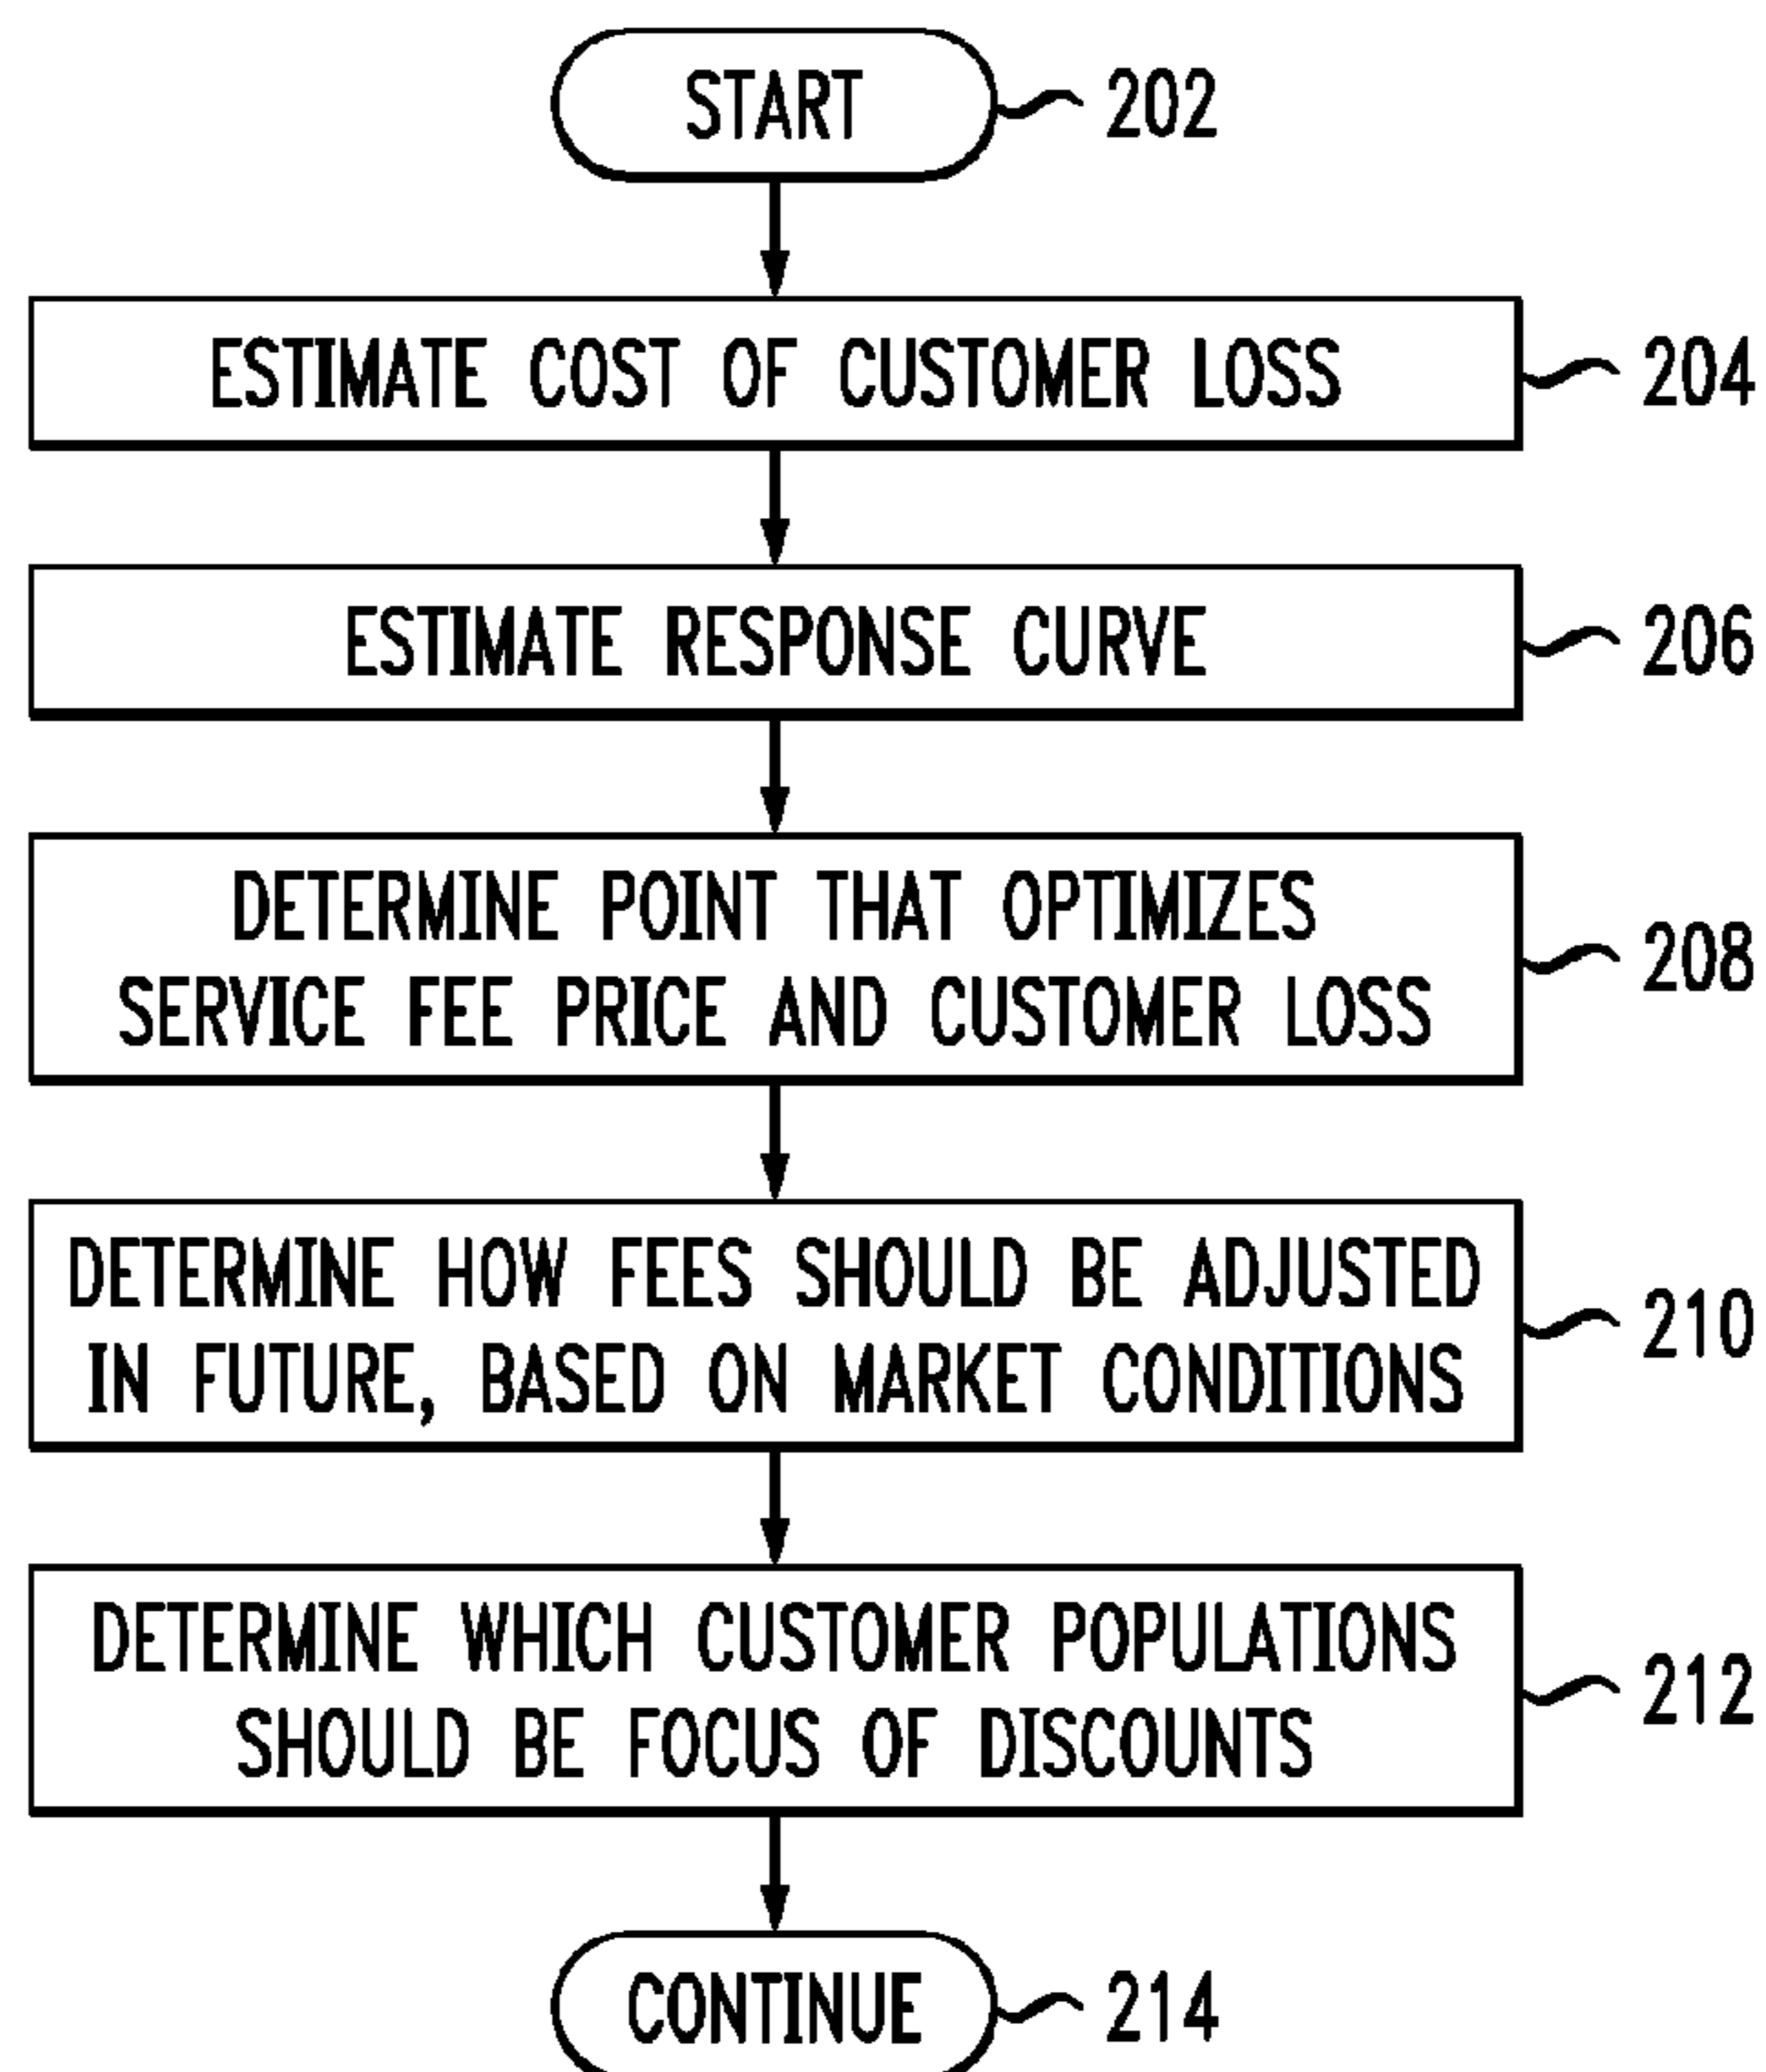 START 202
ESTIMATE COST OF CUSTOMER LOSS 204
ESTIMATE RESPONSE CURVE 206
DETERMINE POINT THAT OPTIMIZES
SERVICE FEE PRICE AND CUSTOMER LOSS
208
DETERMINE HOW FEES SHOULD BE ADJUSTED
IN FUTURE, BASED ON MARKET CONDITIONS
210
DETERMINE WHICH CUSTOMER POPULATIONS
SHOULD BE FOCUS OF DISCOUNTS
212
CONTINUE 214